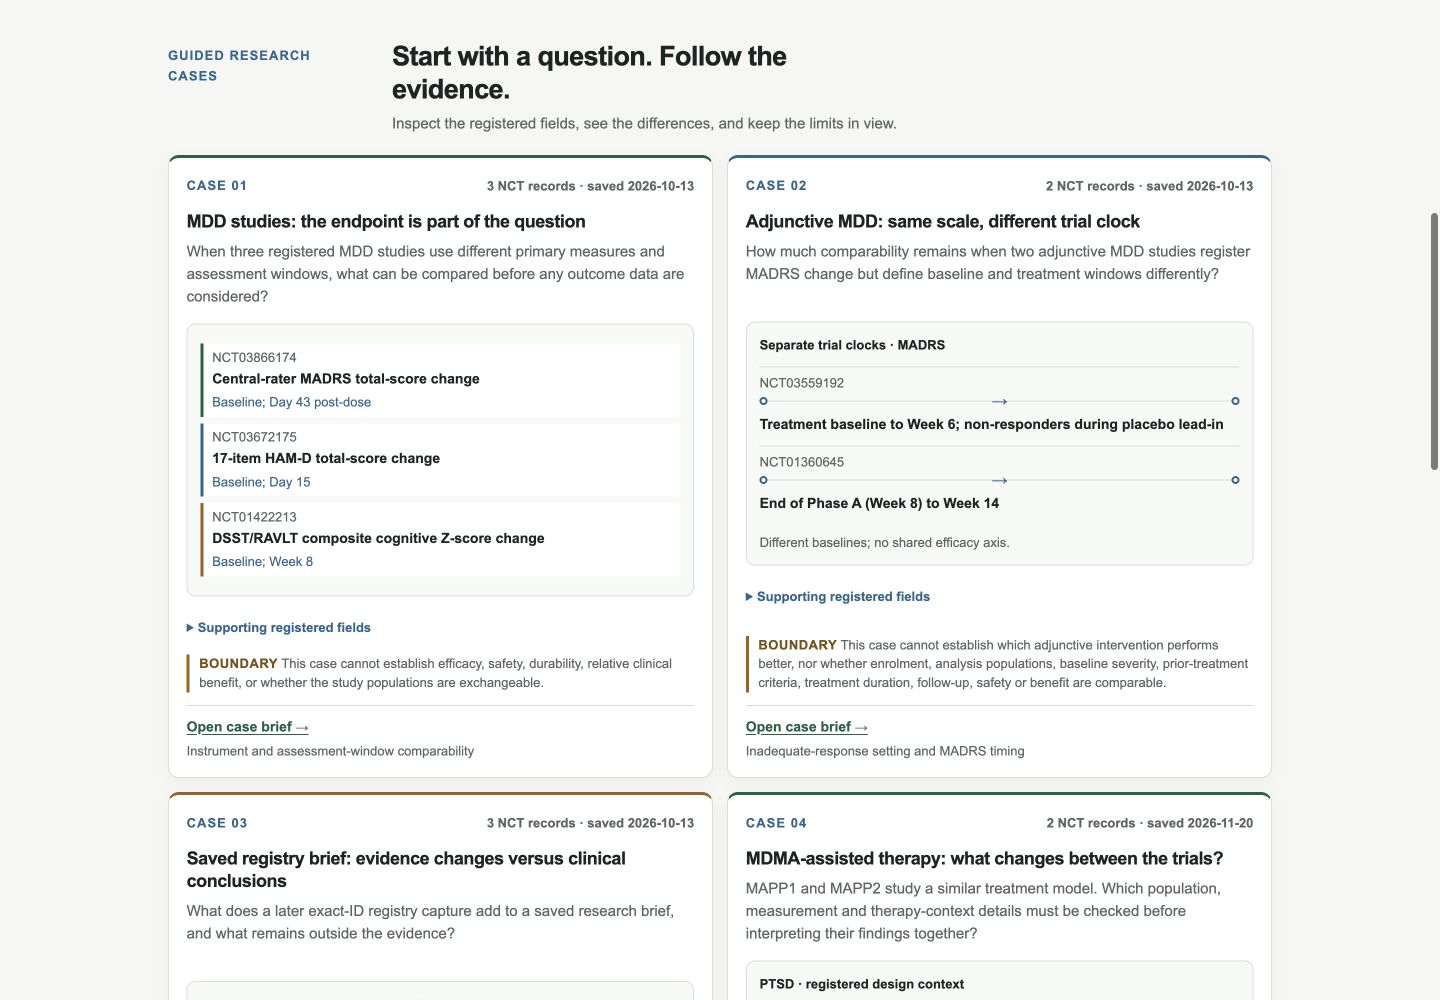 GUIDED RESEARCH
CASES
Start with a question. Follow the
evidence.
Inspect the registered fields, see the differences, and keep the limits in view.
CASE 01
3 NCT records · saved 2026-10-13
MDD studies: the endpoint is part of the question
When three registered MDD studies use different primary measures and
assessment windows, what can be compared before any outcome data are
considered?
NCT03866174
Central-rater MADRS total-score change
Baseline; Day 43 post-dose
NCT03672175
17-item HAM-D total-score change
Baseline; Day 15
NCT01422213
DSST/RAVLT composite cognitive Z-score change
Baseline; Week 8
▶ Supporting registered fields
BOUNDARY This case cannot establish efficacy, safety, durability, relative clinical
benefit, or whether the study populations are exchangeable.
Open case brief →
Instrument and assessment-window comparability
CASE 02
2 NCT records · saved 2026-10-13
Adjunctive MDD: same scale, different trial clock
How much comparability remains when two adjunctive MDD studies register
MADRS change but define baseline and treatment windows differently?
Separate trial clocks · MADRS
NCT03559192
→
Treatment baseline to Week 6; non-responders during placebo lead-in
NCT01360645
→
End of Phase A (Week 8) to Week 14
Different baselines; no shared efficacy axis.
▶ Supporting registered fields
BOUNDARY This case cannot establish which adjunctive intervention performs
better, nor whether enrolment, analysis populations, baseline severity, prior-treatment
criteria, treatment duration, follow-up, safety or benefit are comparable.
Open case brief →
Inadequate-response setting and MADRS timing
CASE 03
3 NCT records · saved 2026-10-13
Saved registry brief: evidence changes versus clinical
conclusions
What does a later exact-ID registry capture add to a saved research brief,
and what remains outside the evidence?
CASE 04
2 NCT records · saved 2026-11-20
MDMA-assisted therapy: what changes between the trials?
MAPP1 and MAPP2 study a similar treatment model. Which population,
measurement and therapy-context details must be checked before
interpreting their findings together?
PTSD · registered design context